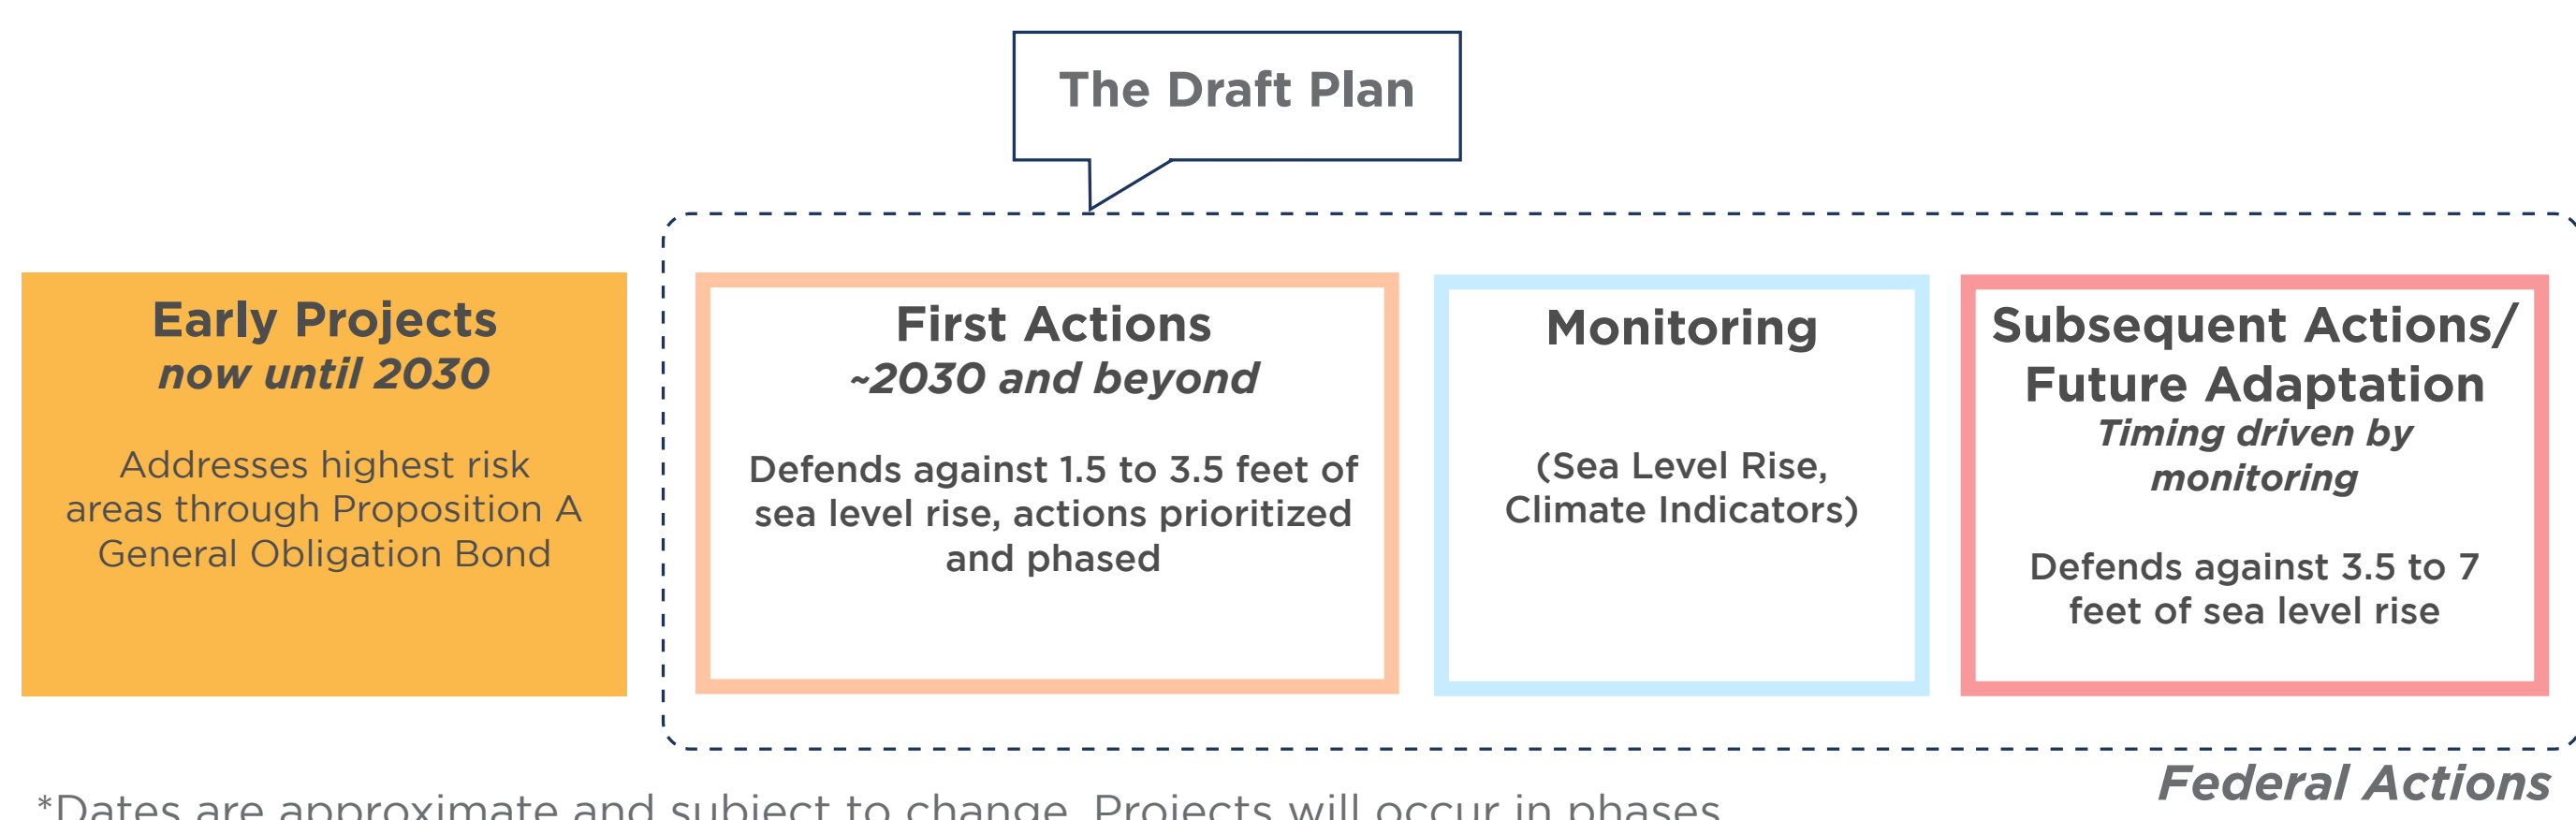 The Draft Plan
Early Projects
now until 2030
Addresses highest risk
areas through Proposition A
General Obligation Bond
First Actions
~2030 and beyond
Defends against 1.5 to 3.5 feet of
sea level rise, actions prioritized
and phased
Monitoring
(Sea Level Rise,
Climate Indicators)
Subsequent Actions/
Future Adaptation
Timing driven by
monitoring
Defends against 3.5 to 7
feet of sea level rise
Federal Actions
*Dates are approximate and subject to change. Projects will occur in phases